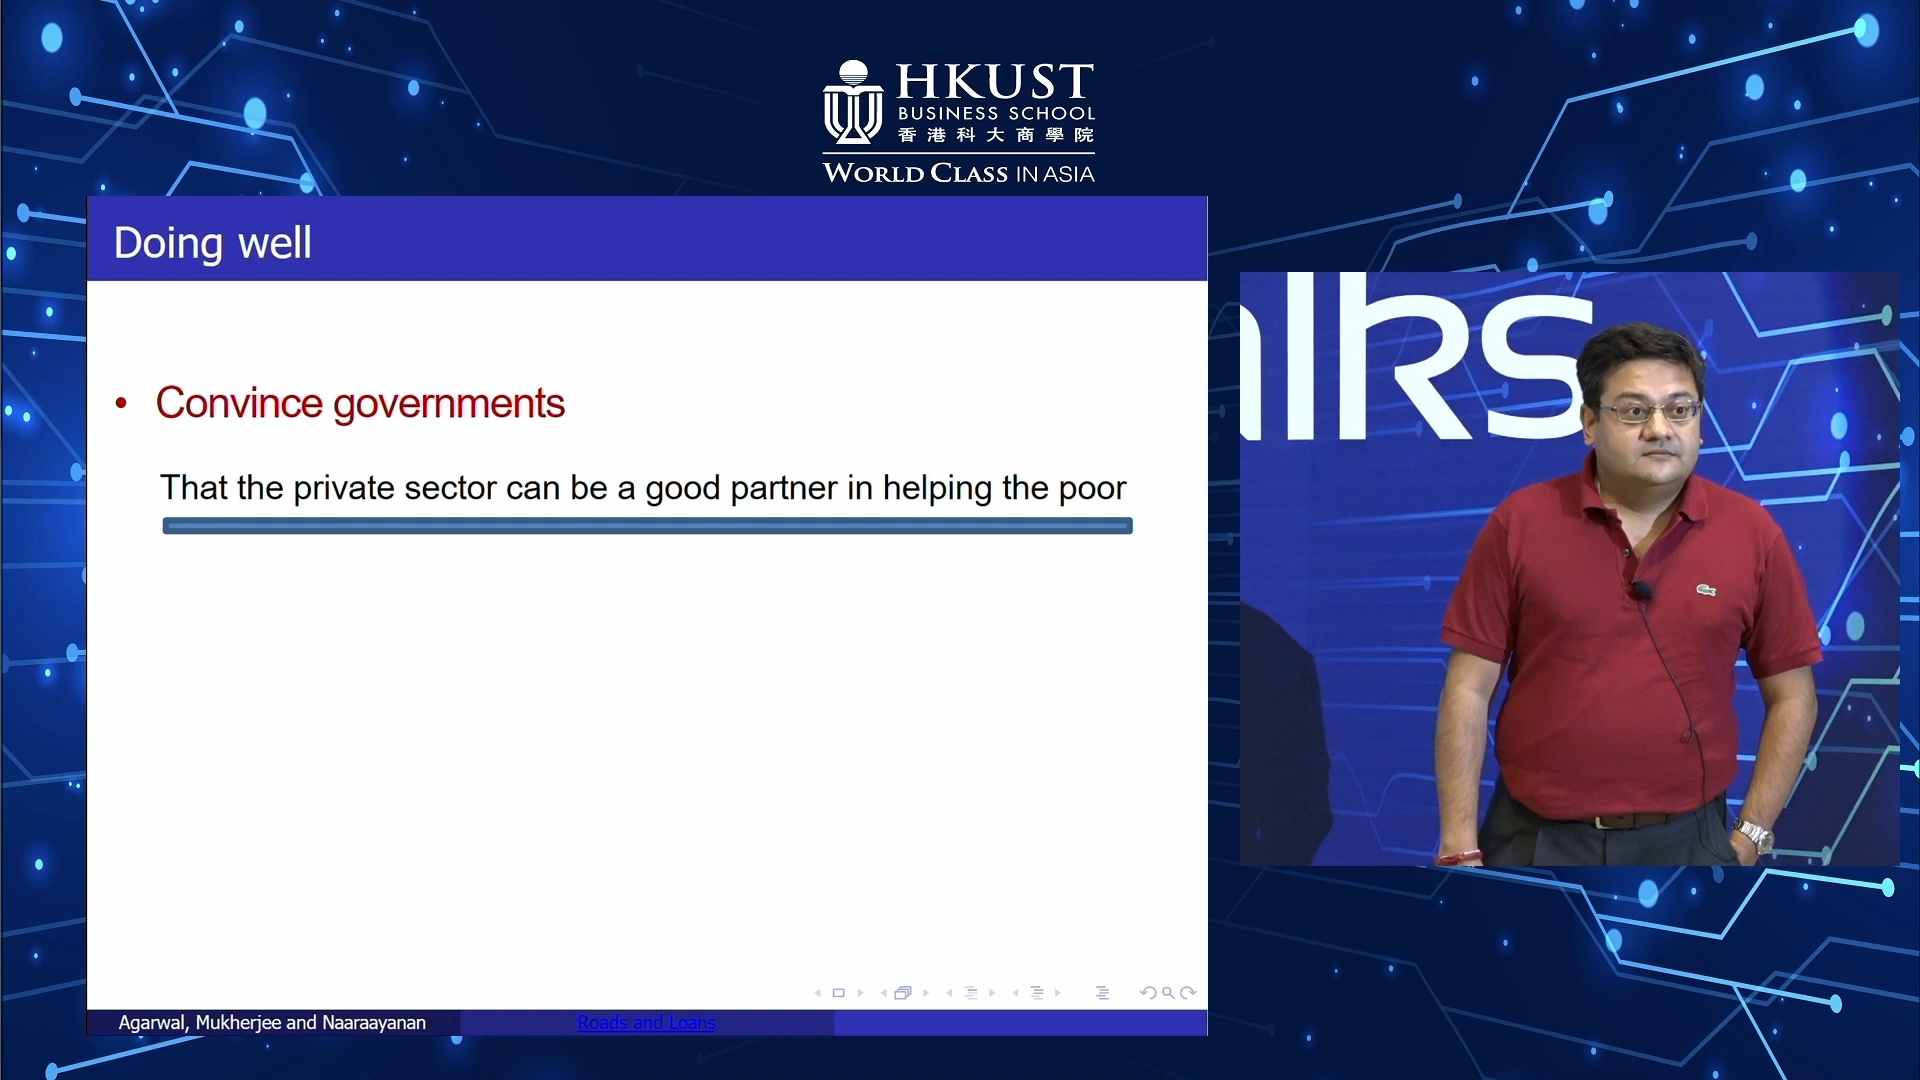 HKUST
BUSINESS SCHOOL
香港科大商學院
WORLD CLASS IN ASIA
Doing well
• Convince governments
That the private sector can be a good partner in helping the poor
Agarwal, Mukherjee and Naaraayanan
Roads and Loans